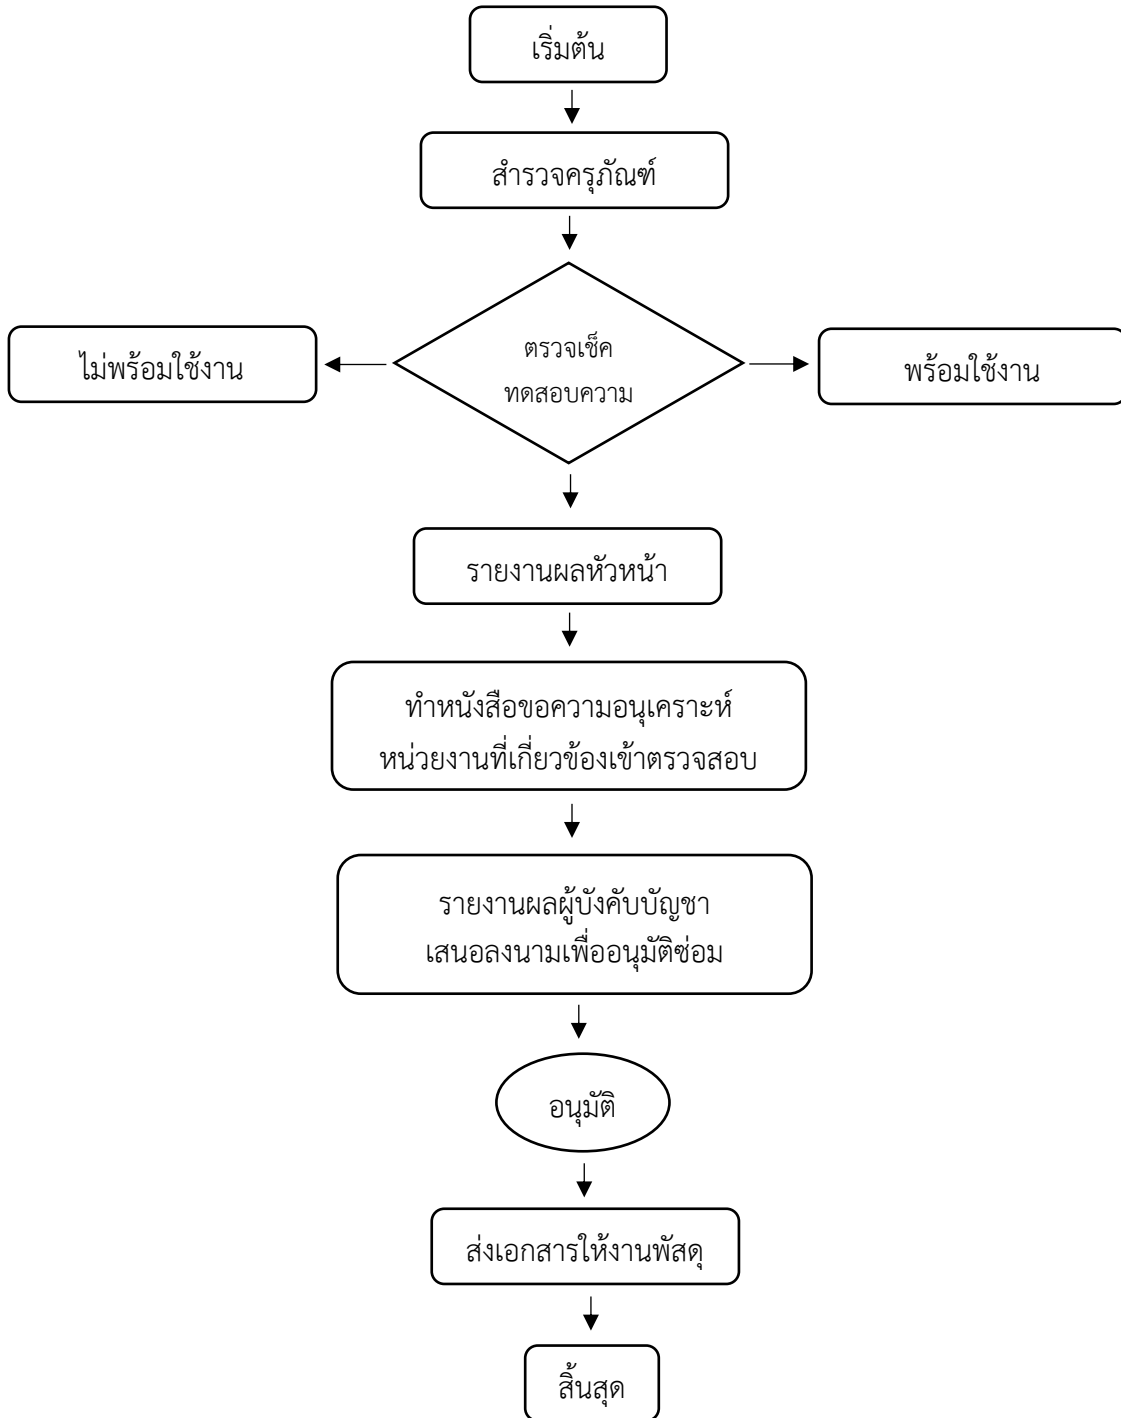 เริ่มต้น
สำรวจครุภัณฑ์
ตรวจเช็ค
ทดสอบความ
ไม่พร้อมใช้งาน
พร้อมใช้งาน
รายงานผลหัวหน้า
ทำหนังสือขอความอนุเคราะห์
หน่วยงานที่เกี่ยวข้องเข้าตรวจสอบ
รายงานผลผู้บังคับบัญชา
เสนอลงนามเพื่ออนุมัติซ่อม
อนุมัติ
ส่งเอกสารให้งานพัสดุ
สิ้นสุด